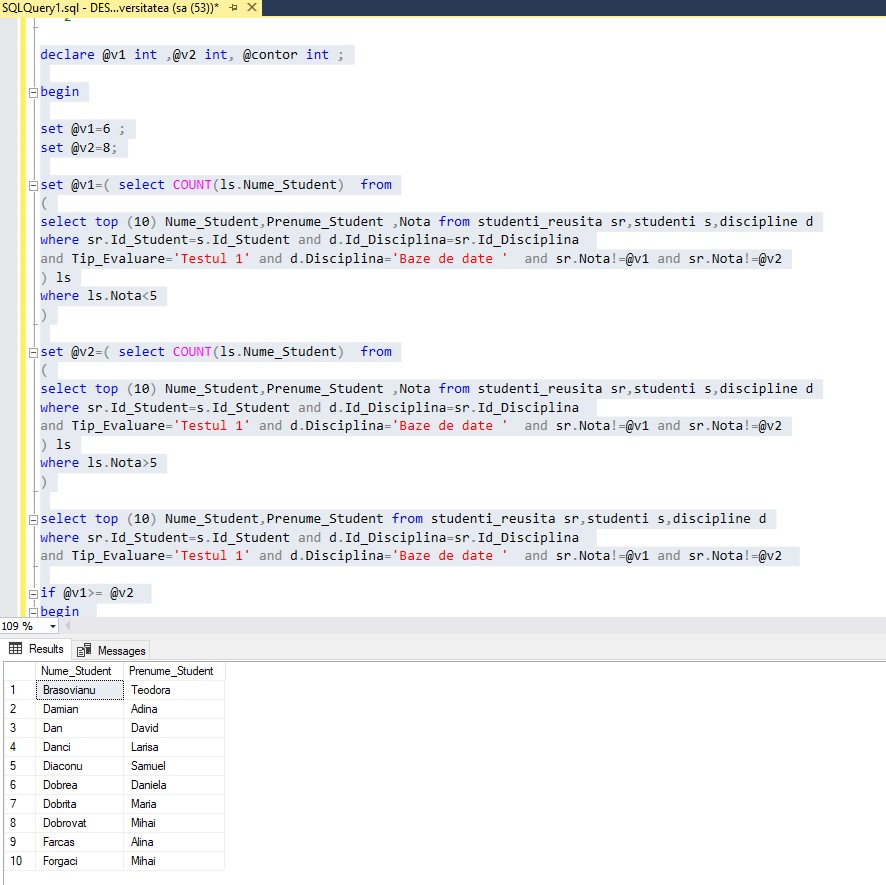 SQLQuery1.sql - DES...versitatea (sa (53))*
declare @v1 int ,@v2 int, @contor int ;
begin
set @v1=6 ;
set @v2=8;
set @v1=( select COUNT(ls.Nume_Student)  from
(
select top (10) Nume_Student,Prenume_Student ,Nota from studenti_reusita sr,studenti s,discipline d
where sr.Id_Student=s.Id_Student and d.Id_Disciplina=sr.Id_Disciplina
and Tip_Evaluare='Testul 1' and d.Disciplina='Baze de date '  and sr.Nota!=@v1 and sr.Nota!=@v2
) ls
where ls.Nota<5
)
set @v2=( select COUNT(ls.Nume_Student)  from
(
select top (10) Nume_Student,Prenume_Student ,Nota from studenti_reusita sr,studenti s,discipline d
where sr.Id_Student=s.Id_Student and d.Id_Disciplina=sr.Id_Disciplina
and Tip_Evaluare='Testul 1' and d.Disciplina='Baze de date '  and sr.Nota!=@v1 and sr.Nota!=@v2
) ls
where ls.Nota>5
)
select top (10) Nume_Student,Prenume_Student from studenti_reusita sr,studenti s,discipline d
where sr.Id_Student=s.Id_Student and d.Id_Disciplina=sr.Id_Disciplina
and Tip_Evaluare='Testul 1' and d.Disciplina='Baze de date '  and sr.Nota!=@v1 and sr.Nota!=@v2
if @v1>= @v2
begin
109 %
Results Messages
Nume_Student Prenume_Student
1 Brasovianu Teodora
2 Damian Adina
3 Dan David
4 Danci Larisa
5 Diaconu Samuel
6 Dobrea Daniela
7 Dobrita Maria
8 Dobrovat Mihai
9 Farcas Alina
10 Forgaci Mihai